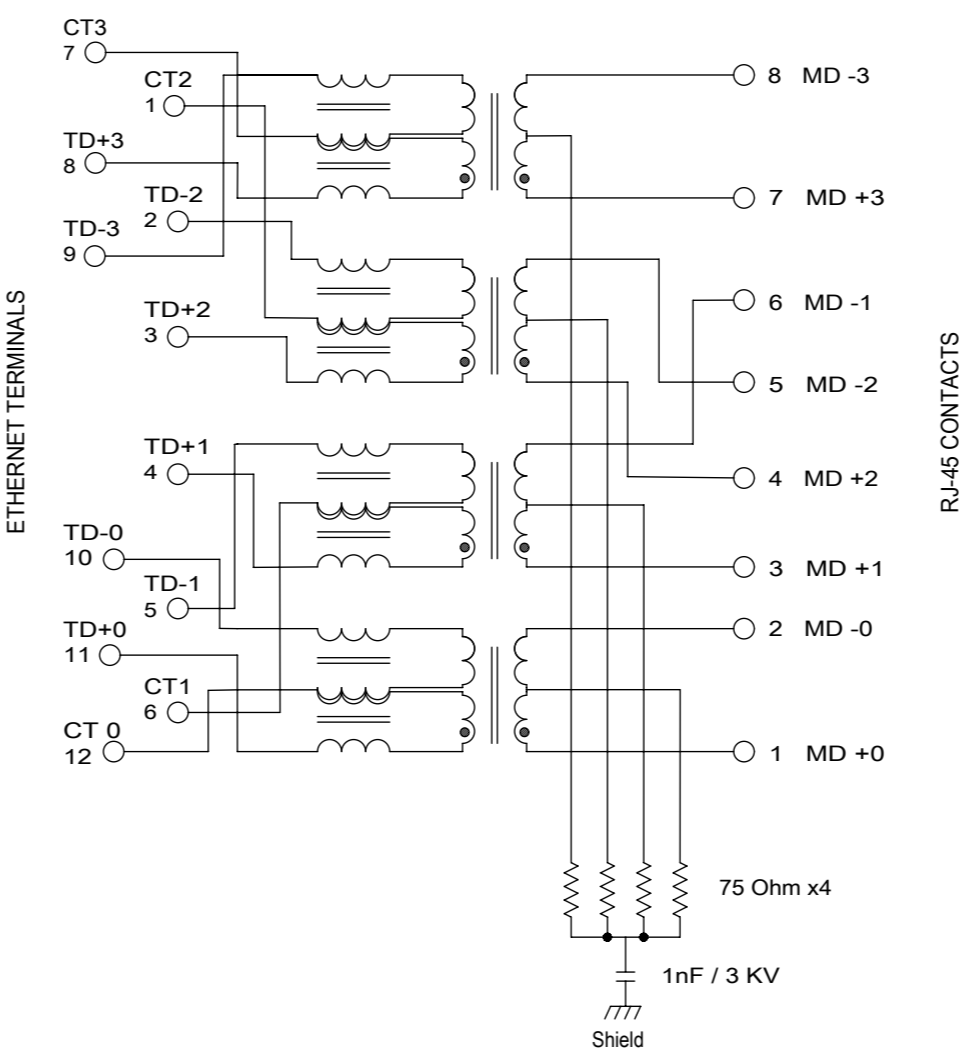 CT3
7
CT2
1
TD+3
8
TD-2
2
TD-3
9
TD+2
3
TD+1
4
TD-0
10
TD-1
5
TD+0
11
CT1
6
CT 0
12
ETHERNET TERMINALS
8 MD -3
7 MD +3
6 MD -1
5 MD -2
4 MD +2
3 MD +1
2 MD -0
1 MD +0
RJ-45 CONTACTS
75 Ohm x4
1nF / 3 KV
Shield